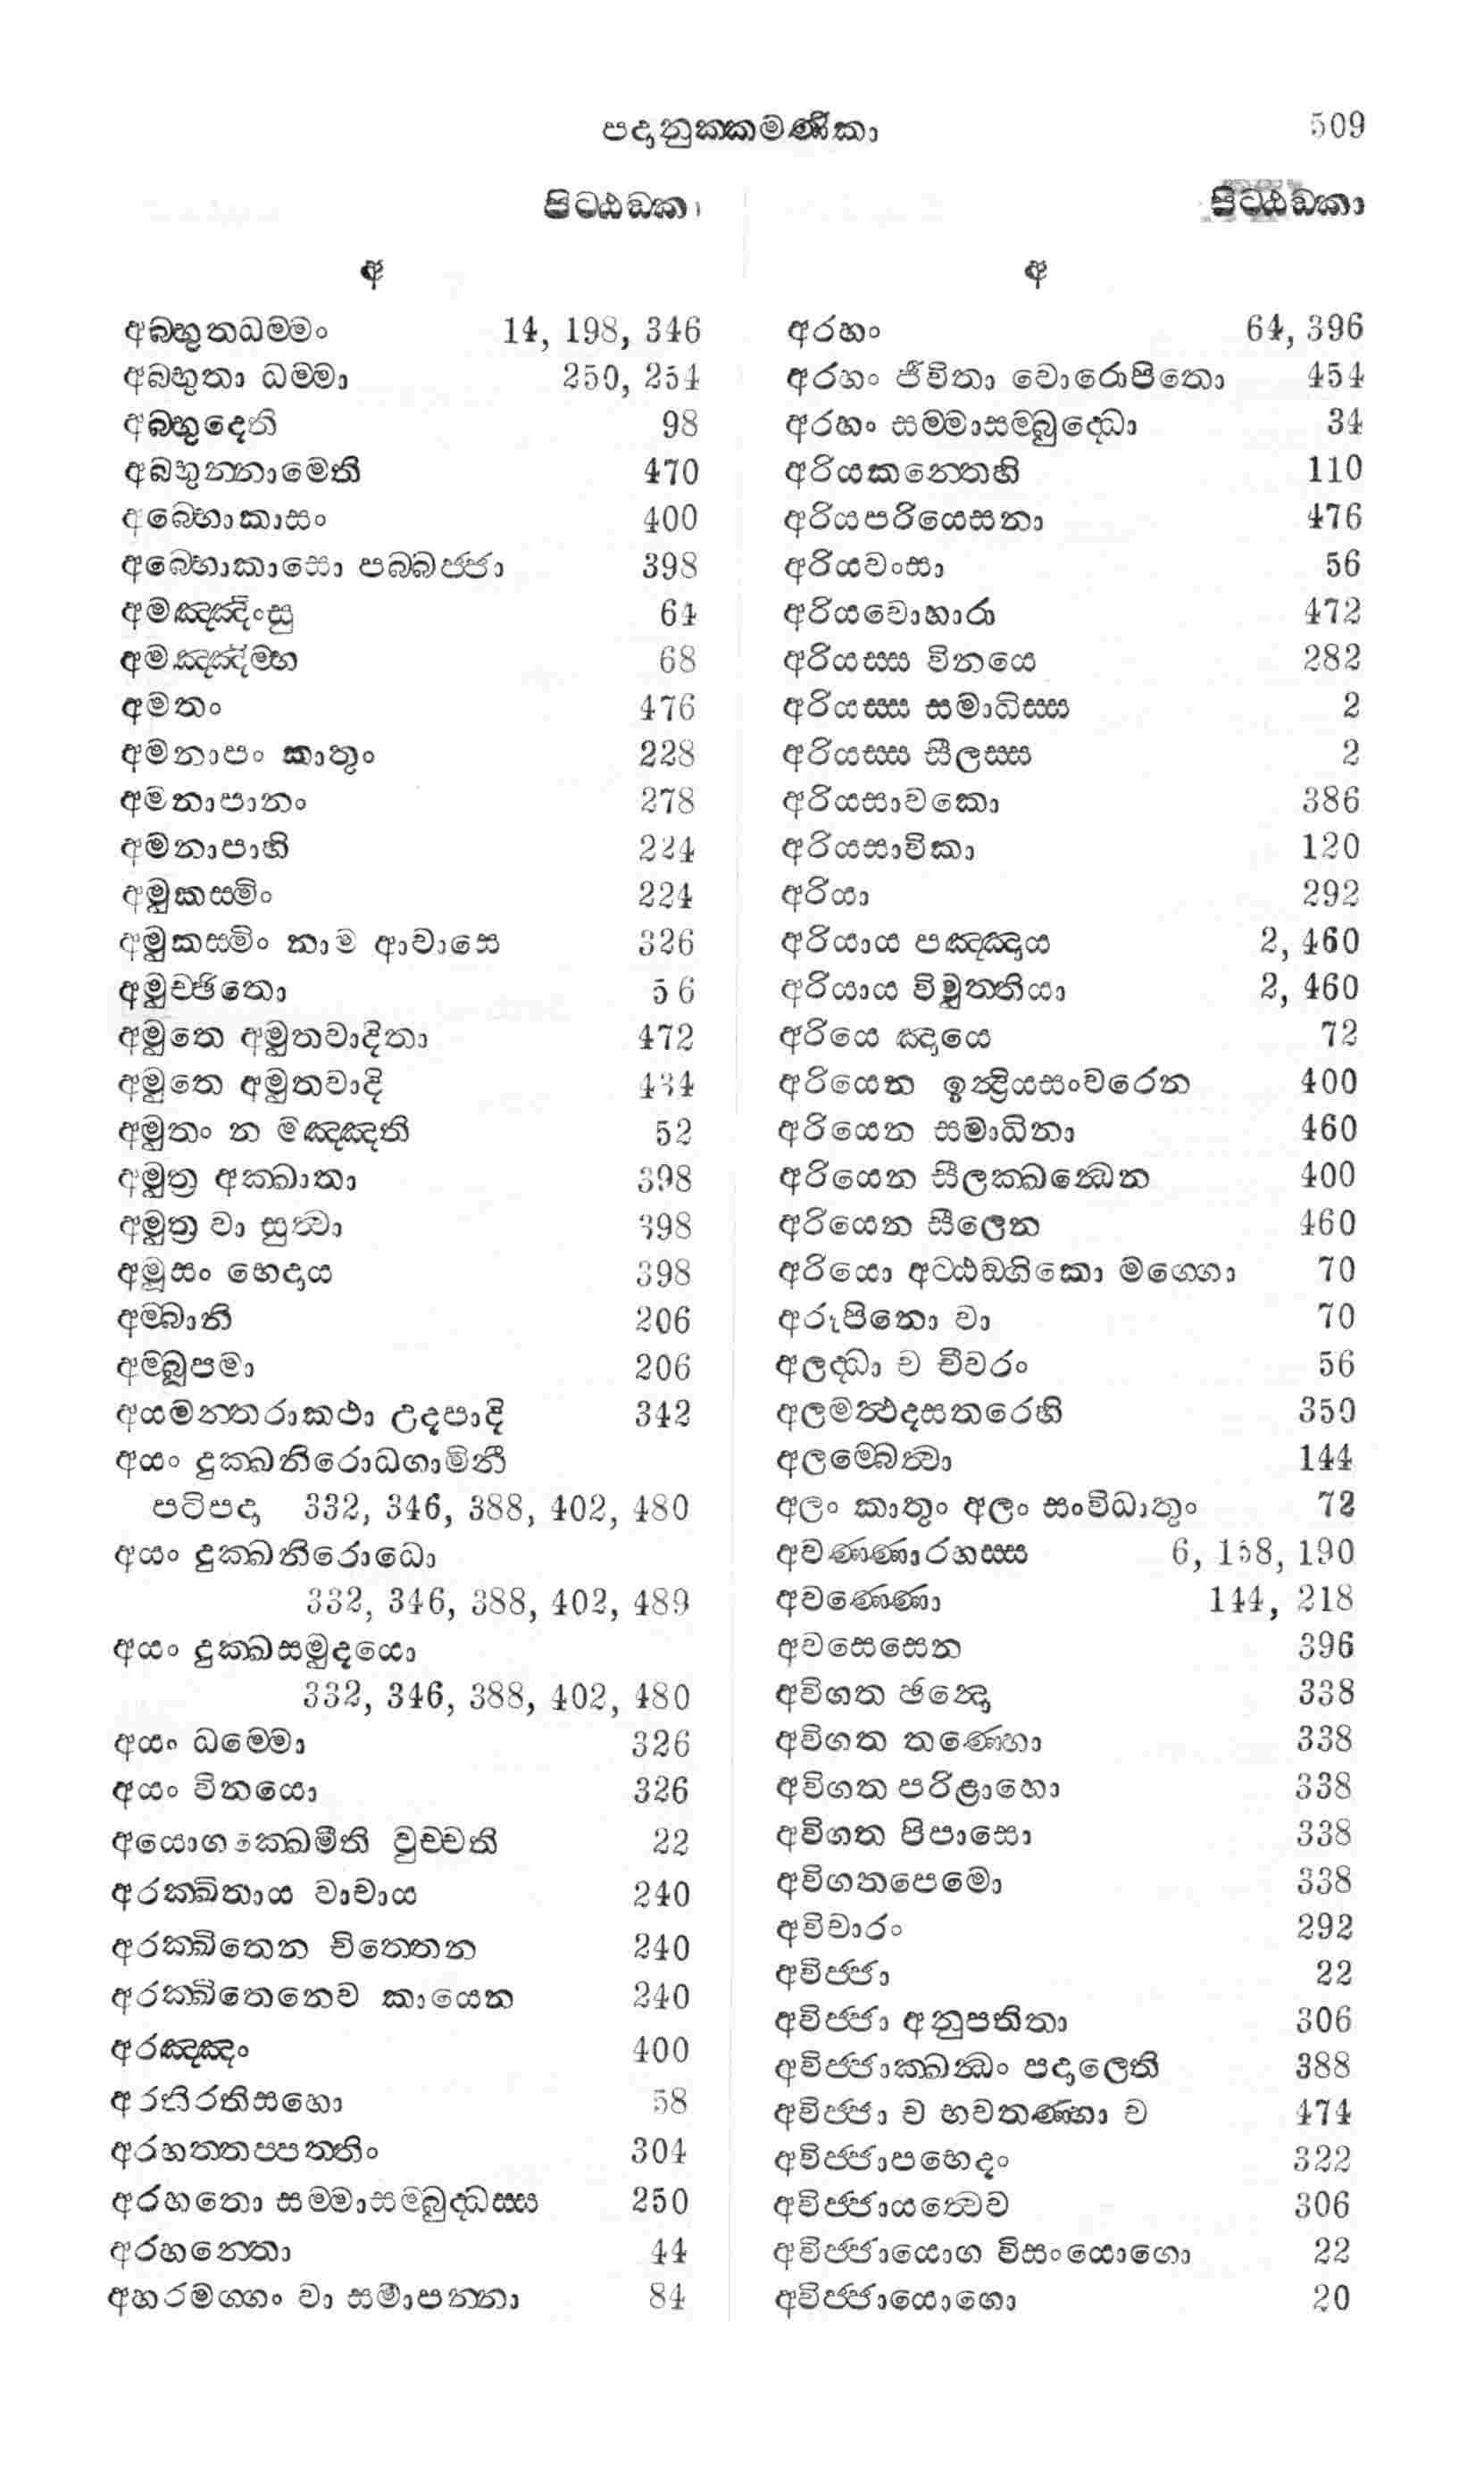 පදානුක්කමණිකා 509
පිට්ඨඞ්කා
අ
අබ්භුතධම්මං 14, 198, 346
අබ්භුතා ධම්මා 250, 254
අබ්භුදෙති 98
අබ්භුන්නාමෙති 470
අබ්භොකාසං 400
අබ්භොකාසො පබ්බජ්ජා 398
අමඤ්ඤිංසු 64
අමඤ්ඤිම්භ 68
අමතං 476
අමනාපං කාතුං 228
අමනාපානං 278
අමනාපාහි 224
අමුකස්මිං 224
අමුකස්මිං නාම ආවාසෙ 326
අමුච්ඡිතො 56
අමුතෙ අමුතවාදිතා 472
අමුතෙ අමුතවාදි 434
අමුතං න මඤ්ඤති 52
අමුත්‍ර අක්ඛාතා 398
අමුත්‍ර වා සුත්වා 398
අමූසං භෙදාය 398
අම්බානි 206
අම්බූපමා 206
අයමන්තරාකථා උදපාදි 342
අයං දුක්ඛනිරොධගාමිනී
පටිපදා 332, 346, 388, 402, 480
අයං දුක්ඛනිරොධො
332, 346, 388, 402, 489
අයං දුක්ඛසමුදයො
332, 346, 388, 402, 480
අයං ධම්මො 326
අයං විනයො 326
අයොගක්ඛෙමීති වුච්චති 22
අරක්ඛිතාය වාචාය 240
අරක්ඛිතෙන චිත්තෙන 240
අරක්ඛිතෙනෙව කායෙන 240
අරඤ්ඤං 400
අරතිරතිසහො 58
අරහත්තප්පත්තිං 304
අරහතො සම්මාසම්බුද්ධස්ස 250
අරහන්තො 44
අහරමග්ගං වා සමාපන්නා 84
පිට්ඨඞ්කා
අ
අරහං 64, 396
අරහං ජීවිතා වොරොපිතො 454
අරහං සම්මාසම්බුද්ධො 34
අරියකන්තෙහි 110
අරියපරියෙසනා 476
අරියවංසා 56
අරියවොහාරා 472
අරියස්ස විනයෙ 282
අරියස්ස සමාධිස්ස 2
අරියස්ස සීලස්ස 2
අරියසාවකො 386
අරියසාවිකා 120
අරියා 292
අරියාය පඤ්ඤාය 2, 460
අරියාය විමුත්තියා 2, 460
අරියෙ ඤායෙ 72
අරියෙන ඉන්‍ද්‍රියසංවරෙන 400
අරියෙන සමාධිනා 460
අරියෙන සීලක්ඛන්ධෙන 400
අරියෙන සීලෙන 460
අරියො අට්ඨඞ්ගිකො මග්ගො 70
අරූපිනො වා 70
අලද්ධා ච චීවරං 56
අලමත්ථදසතරෙහි 350
අලම්බෙත්වා 144
අලං කාතුං අලං සංවිධාතුං 72
අවණ්ණාරහස්ස 6, 158, 190
අවණ්ණො 144, 218
අවසෙසෙන 396
අවිගත ඡන්දො 338
අවිගත තණ්හො 338
අවිගත පරිළාහො 338
අවිගත පිපාසො 338
අවිගතපෙමො 338
අවිචාරං 292
අවිජ්ජා 22
අවිජ්ජා අනුපතිතා 306
අවිජ්ජාක්ඛන්ධං පදාලෙති 388
අවිජ්ජා ච භවතණ්හා ච 474
අවිජ්ජාපභෙදං 322
අවිජ්ජායත්වෙව 306
අවිජ්ජායොග විසංයොගො 22
අවිජ්ජායොගො 20